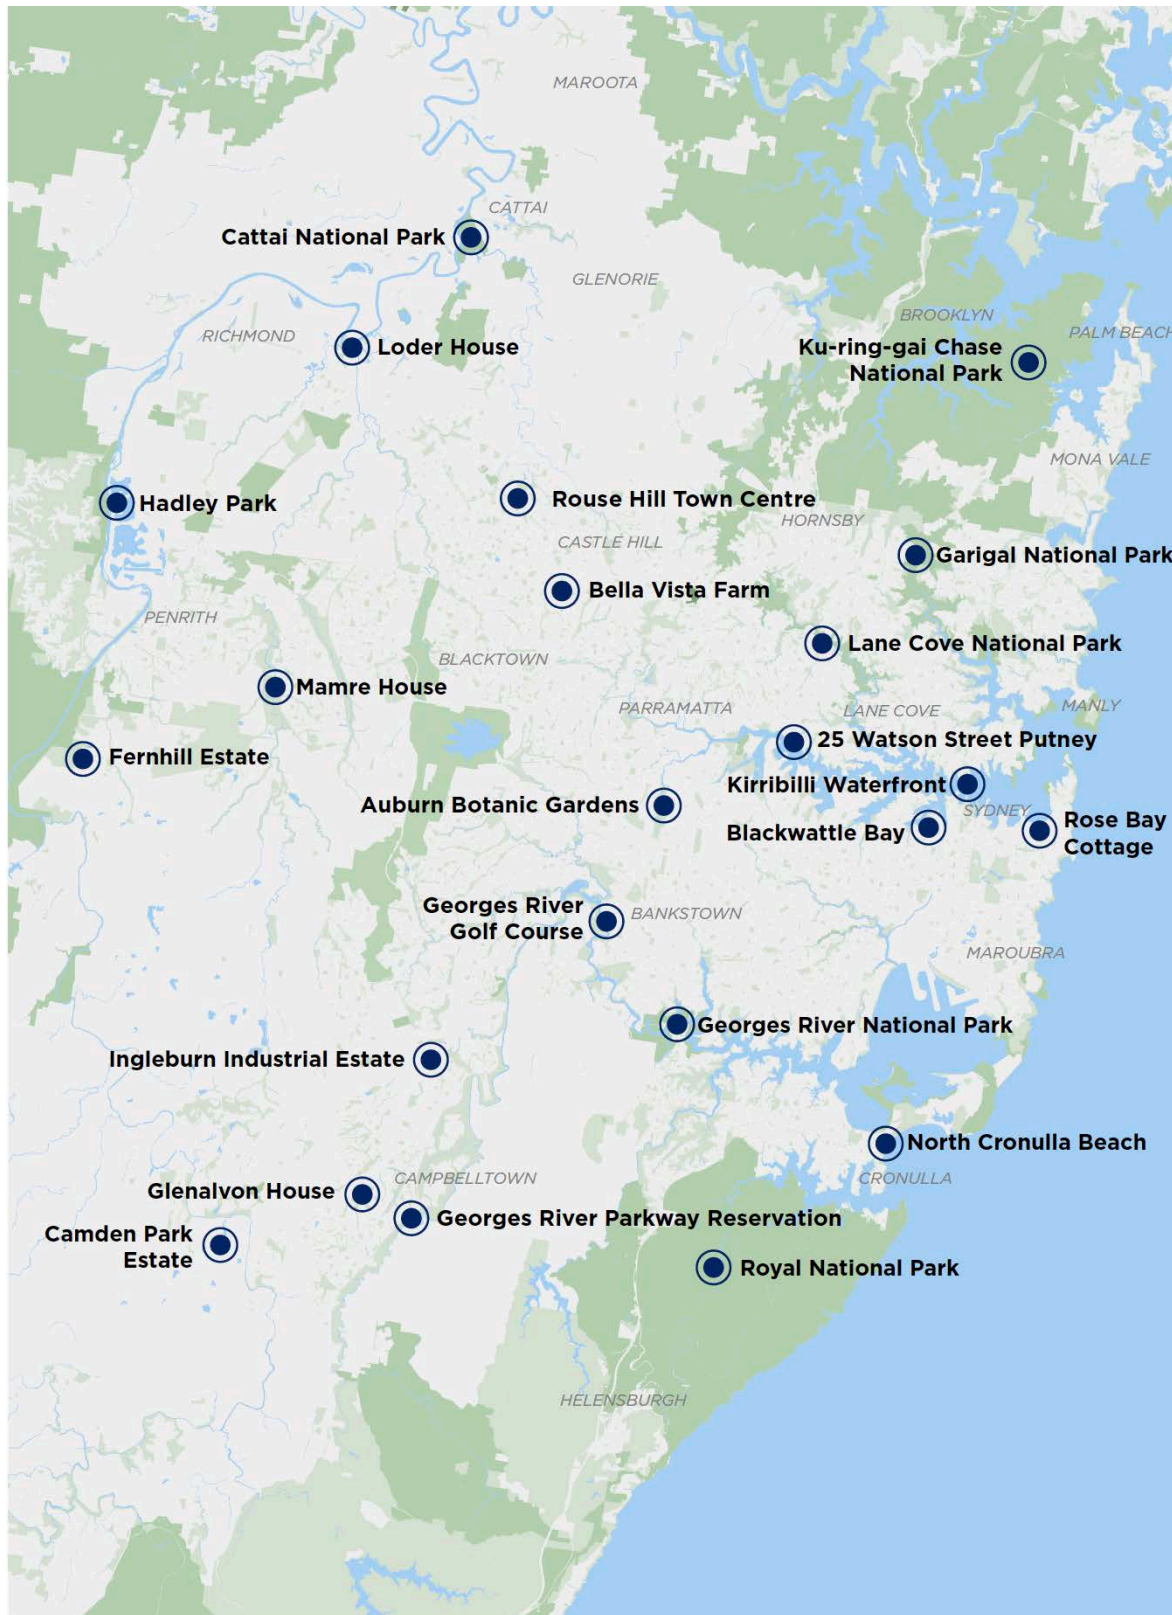 MAROOTA
CATTAI
Cattai National Park
GLENORIE
BROOKLYN
RICHMOND
PALM BEACH
Loder House
Ku-ring-gai Chase
National Park
MONA VALE
Hadley Park
Rouse Hill Town Centre
HORNSBY
CASTLE HILL
Garigal National Park
Bella Vista Farm
PENRITH
Lane Cove National Park
BLACKTOWN
Mamre House
PARRAMATTA
LANE COVE
MANLY
25 Watson Street Putney
Fernhill Estate
Kirribilli Waterfront
Auburn Botanic Gardens
SYDNEY
Blackwattle Bay
Rose Bay
Cottage
Georges River
Golf Course
BANKSTOWN
MAROUBRA
Georges River National Park
Ingleburn Industrial Estate
North Cronulla Beach
CAMPBELLTOWN
CRONULLA
Glenalvon House
Georges River Parkway Reservation
Camden Park
Estate
Royal National Park
HELENSBURGH